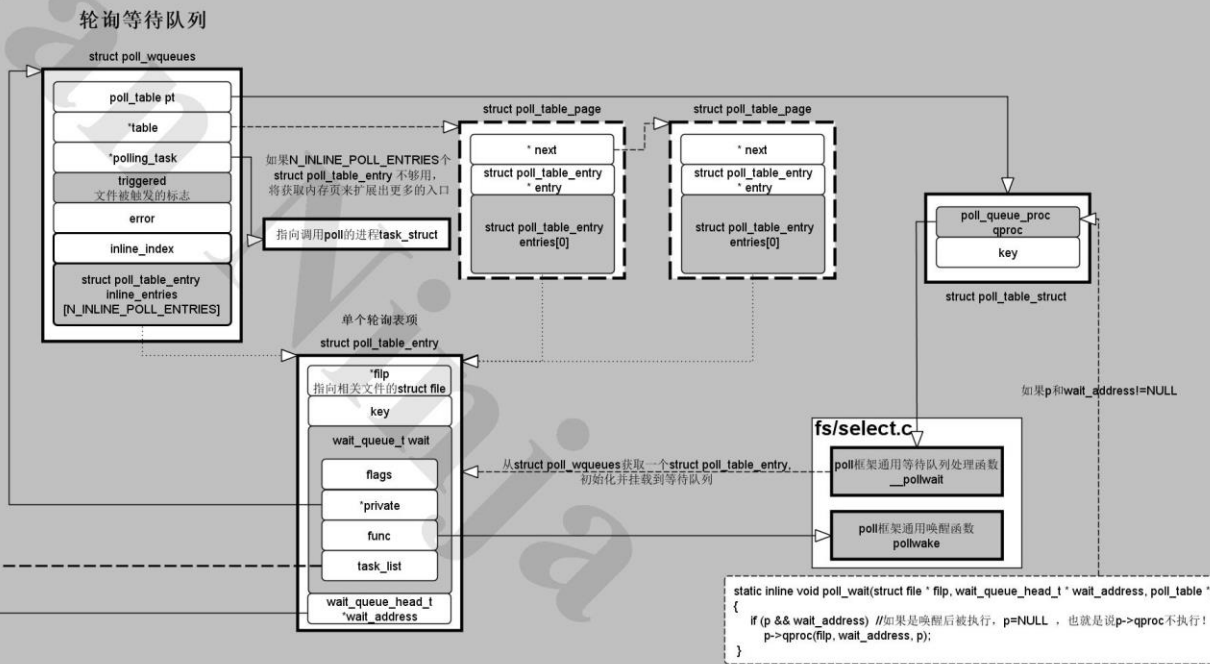 轮询等待队列
struct poll_wqueues
poll_table pt
*table
*polling_task
triggered
文件被触发的标志
error
inline_index
struct poll_table_entry
inline_entries
[N_INLINE_POLL_ENTRIES]
如果N_INLINE_POLL_ENTRIES个
struct poll_table_entry 不够用,
将获取内存页来扩展出更多的入口
指向调用poll的进程task_struct
struct poll_table_page
* next
struct poll_table_entry
* entry
struct poll_table_entry
entries[0]
struct poll_table_page
* next
struct poll_table_entry
* entry
struct poll_table_entry
entries[0]
poll_queue_proc
qproc
key
struct poll_table_struct
单个轮询表项
struct poll_table_entry
*filp
指向相关文件的struct file
key
wait_queue_t wait
flags
*private
func
task_list
wait_queue_head_t
*wait_address
从struct poll_wqueues获取一个struct poll_table_entry,
初始化并挂载到等待队列
如果p和wait_address!=NULL
fs/select.c
poll框架通用等待队列处理函数
__pollwait
poll框架通用唤醒函数
pollwake
static inline void poll_wait(struct file * filp, wait_queue_head_t * wait_address, poll_table *
{
if (p && wait_address) //如果是唤醒后被执行，p=NULL ，也就是说p->qproc不执行！
p->qproc(filp, wait_address, p);
}
Ninja